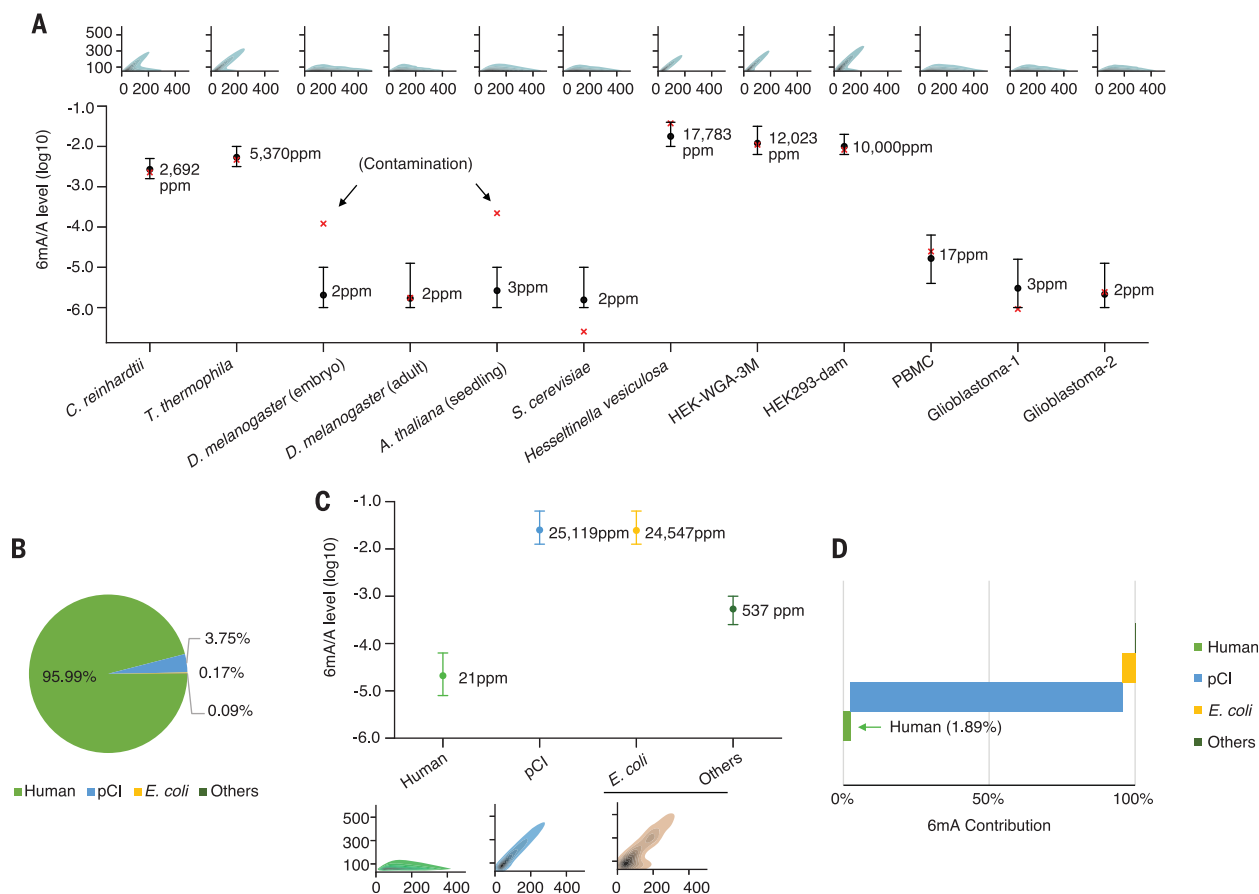 A
500
300
100
0 200 400
0 200 400
0 200 400
0 200 400
0 200 400
0 200 400
0 200 400
0 200 400
0 200 400
0 200 400
0 200 400
0 200 400
6mA/A level (log10)
-1.0
-2.0
-3.0
-4.0
-5.0
-6.0
2,692
ppm
5,370ppm
(Contamination)
2ppm
2ppm
3ppm
2ppm
17,783
ppm
12,023
ppm
10,000ppm
17ppm
3ppm
2ppm
C. reinhardtii
T. thermophila
D. melanogaster (embryo)
D. melanogaster (adult)
A. thaliana (seedling)
S. cerevisiae
Hesseltinella vesiculosa
HEK-WGA-3M
HEK293-dam
PBMC
Glioblastoma-1
Glioblastoma-2
B
95.99%
3.75%
0.17%
0.09%
Human pCI E. coli Others
C
6mA/A level (log10)
-1.0
-2.0
-3.0
-4.0
-5.0
-6.0
21ppm
25,119ppm
24,547ppm
537 ppm
Human
pCI
E. coli
Others
500
300
100
0 200 400
0 200 400
0 200 400
D
Human (1.89%)
0% 50% 100%
6mA Contribution
Human
pCI
E. coli
Others